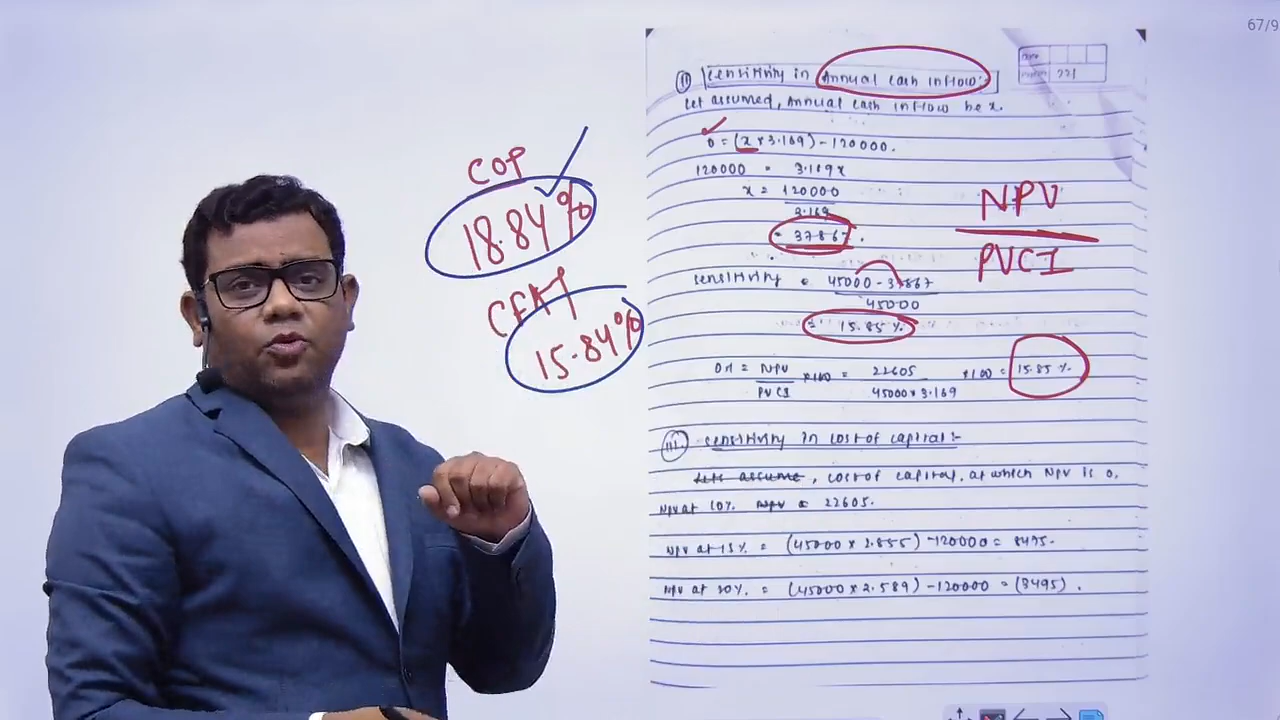 67/9
COP
18.84%
CFAT
15.84%
NPV
PVCI
(ii) Sensitivity in Annual Cash Inflow:-
Let assumed, Annual Cash Inflow be x.
0 = (x × 3.169) - 120000.
120000 = 3.169x
x = 120000
3.169
= 37867.
Sensitivity = 45000 - 37867
45000
= 15.85 %.
OR = NPV × 100 = 22605 × 100 = 15.85 %.
PVCI 45000 × 3.169
(iii) Sensitivity in cost of capital:-
Lets assume, cost of capital, at which NPV is 0,
NPV at 10% NPV = 22605.
NPV at 15% = (45000 × 2.855) - 120000 = 8495.
NPV at 20% = (45000 × 2.589) - 120000 = (3495).